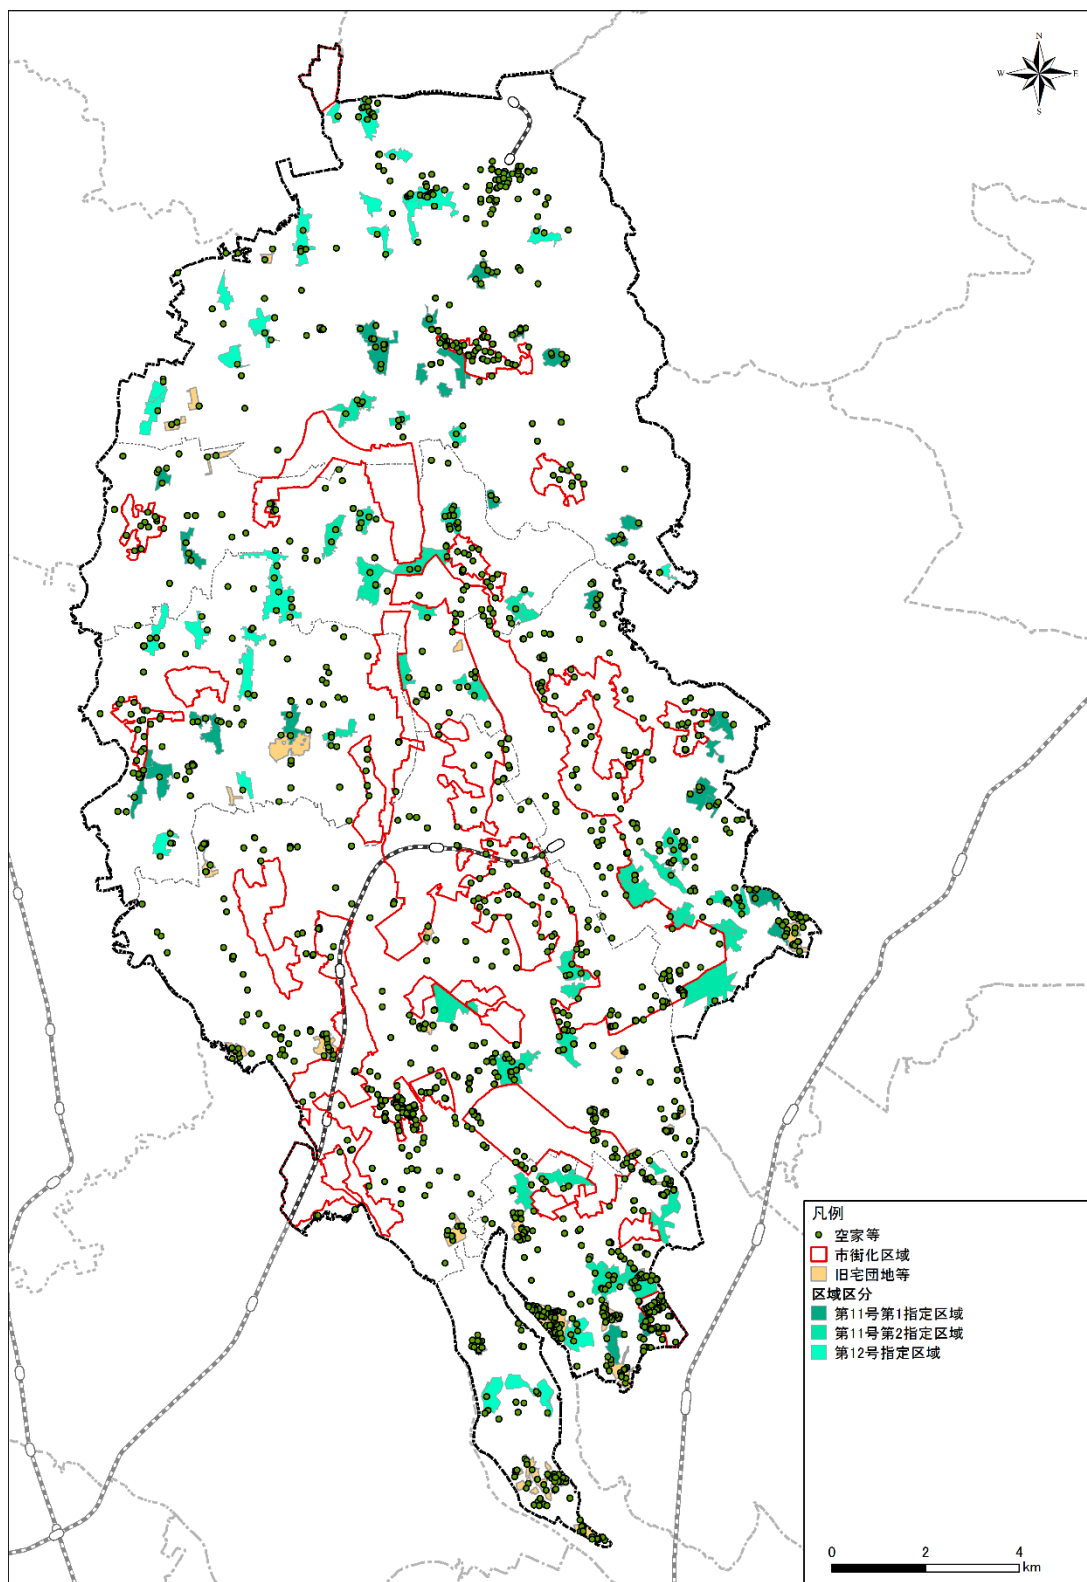 N
W E
S
凡例
空家等
市街化区域
旧宅団地等
区域区分
第11号第1指定区域
第11号第2指定区域
第12号指定区域
0 2 4
km